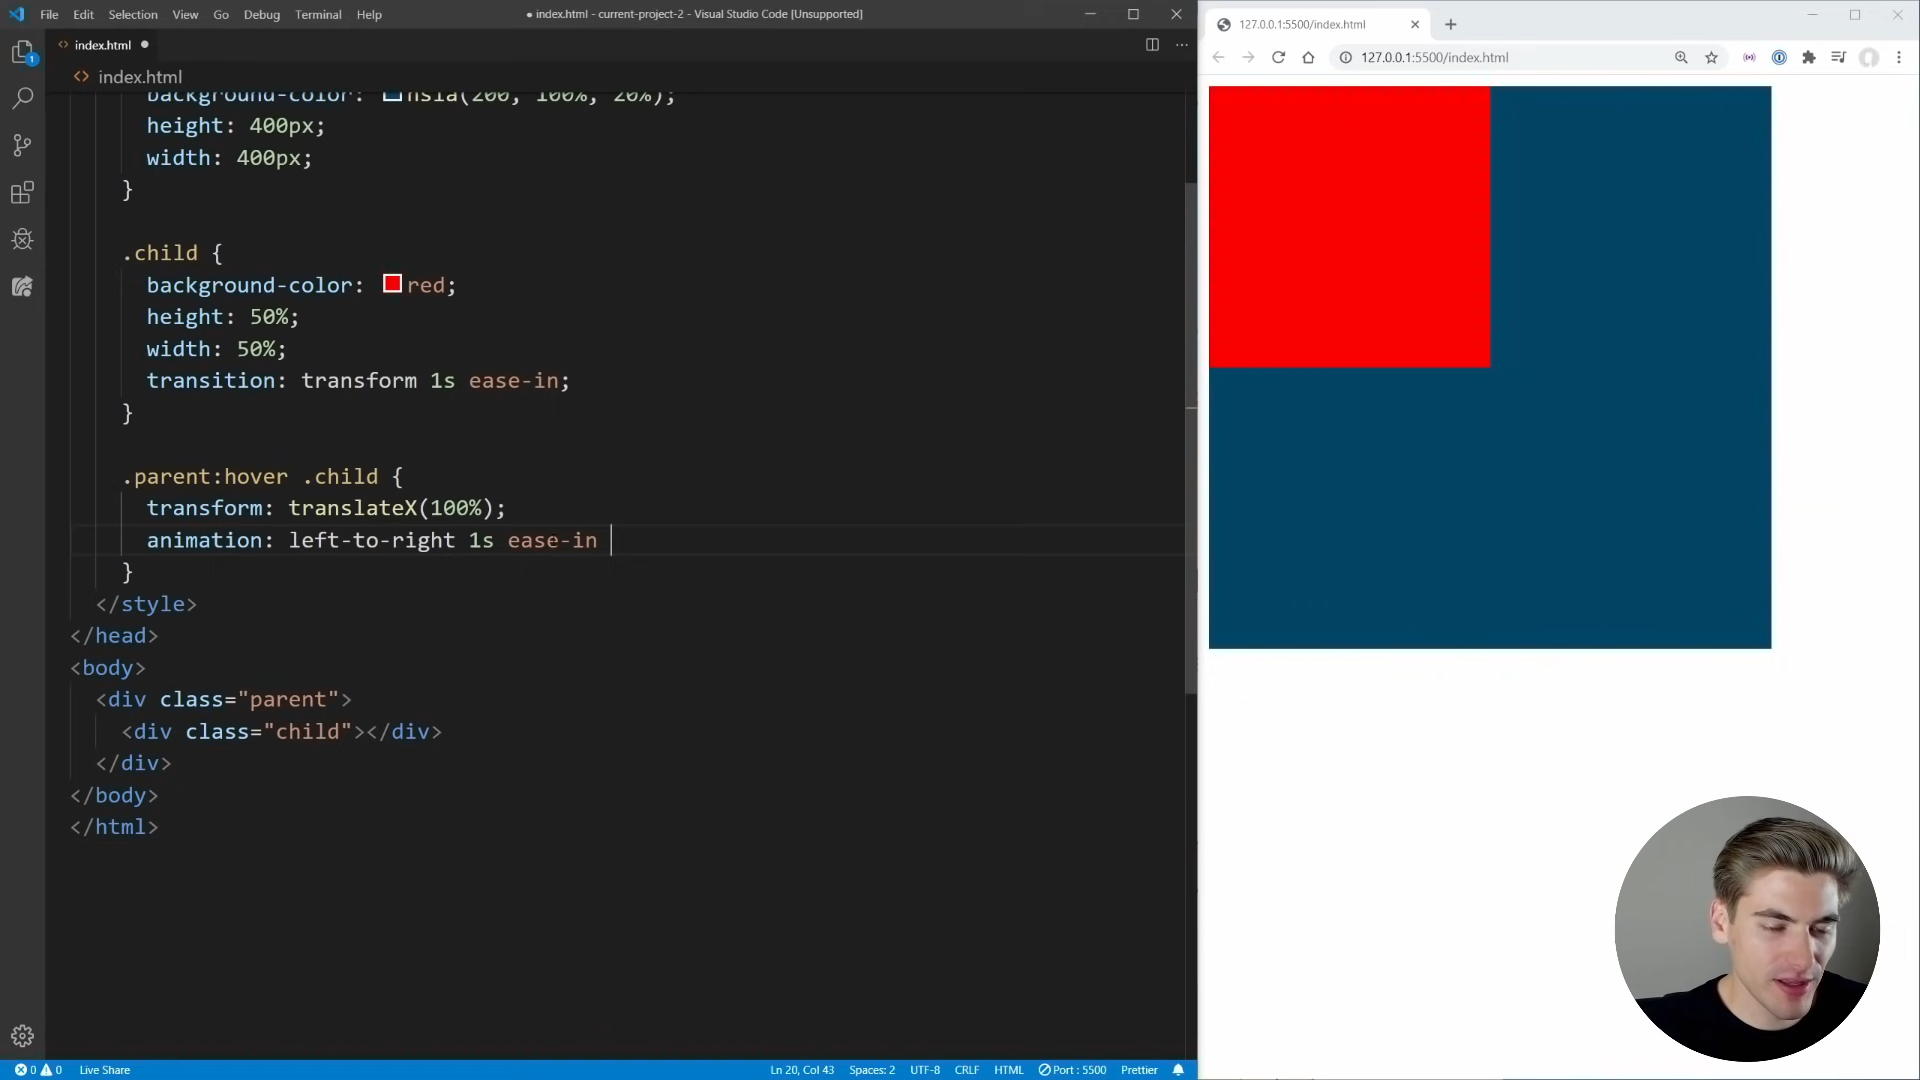 File Edit Selection View Go Debug Terminal Help
● index.html - current-project-2 - Visual Studio Code [Unsupported]
index.html
index.html
background-color: hsla(200, 100%, 20%);
height: 400px;
width: 400px;
}
.child {
background-color: red;
height: 50%;
width: 50%;
transition: transform 1s ease-in;
}
.parent:hover .child {
transform: translateX(100%);
animation: left-to-right 1s ease-in
}
</style>
</head>
<body>
<div class="parent">
<div class="child"></div>
</div>
</body>
</html>
1
0 0 Live Share
Ln 20, Col 43 Spaces: 2 UTF-8 CRLF HTML Port : 5500 Prettier
127.0.0.1:5500/index.html
127.0.0.1:5500/index.html